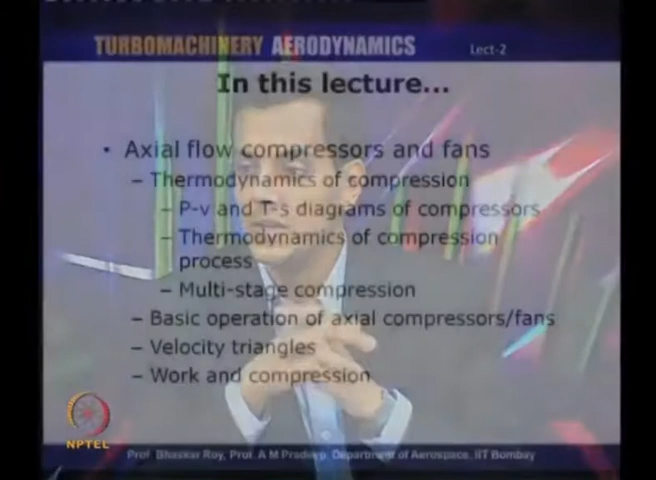 TURBOMACHINERY AERODYNAMICS Lect-2
In this lecture...
• Axial flow compressors and fans
– Thermodynamics of compression
– P-v and T-s diagrams of compressors
– Thermodynamics of compression
process
– Multi-stage compression
– Basic operation of axial compressors/fans
– Velocity triangles
– Work and compression
NPTEL
Prof. Bhaskar Roy, Prof. A M Pradeep, Department of Aerospace, IIT Bombay